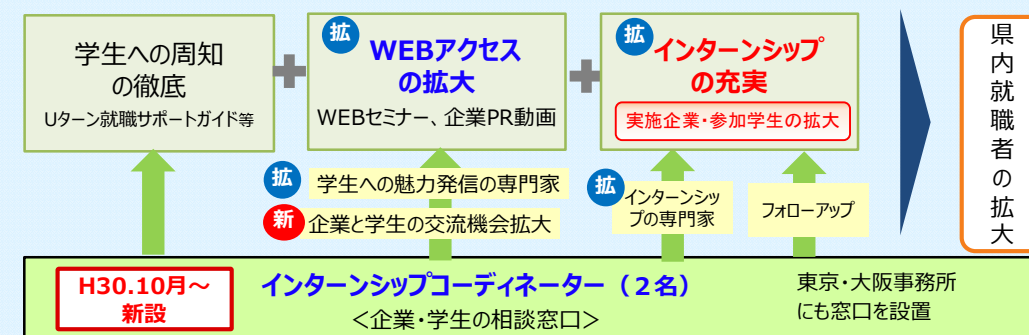 学生への周知
の徹底
Uターン就職サポートガイド等
拡
WEBアクセス
の拡大
WEBセミナー、企業PR動画
拡
インターンシップ
の充実
実施企業・参加学生の拡大
拡
学生への魅力発信の専門家
新
企業と学生の交流機会拡大
拡
インターンシッ
プの専門家
フォローアップ
H30.10月~
新設
インターンシップコーディネーター(2名)
<企業・学生の相談窓口>
東京・大阪事務所
にも窓口を設置
県内就職者の拡大